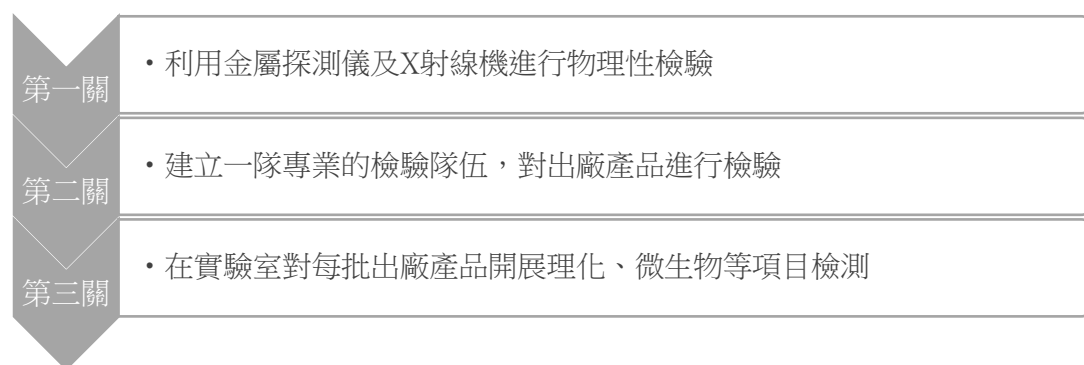 第一關
・利用金屬探測儀及X射線機進行物理性檢驗
第二關
・建立一隊專業的檢驗隊伍，對出廠產品進行檢驗
第三關
・在實驗室對每批出廠產品開展理化、微生物等項目檢測